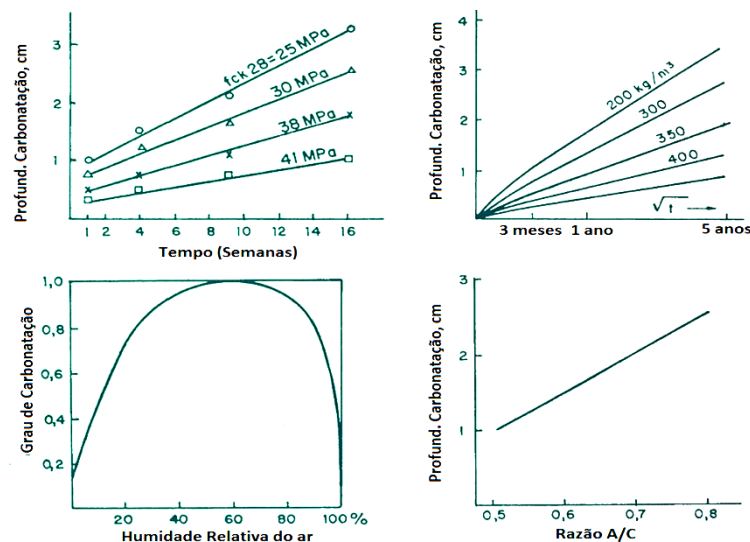 Profund. Carbonatação, cm
3
2
1
fck 28=25 MPa
30 MPa
38 MPa
41 MPa
1 2 4 6 8 10 12 14 16
Tempo (Semanas)
Profund. Carbonatação, cm
4
3
2
1
200 kg/m³
300
350
400
√t
3 meses 1 ano 5 anos
Grau de Carbonatação
1,0
0,8
0,6
0,4
0,2
20 40 60 80 100 %
Humidade Relativa do ar
Profund. Carbonatação, cm
3
2
1
0,5 0,6 0,7 0,8
Razão A/C